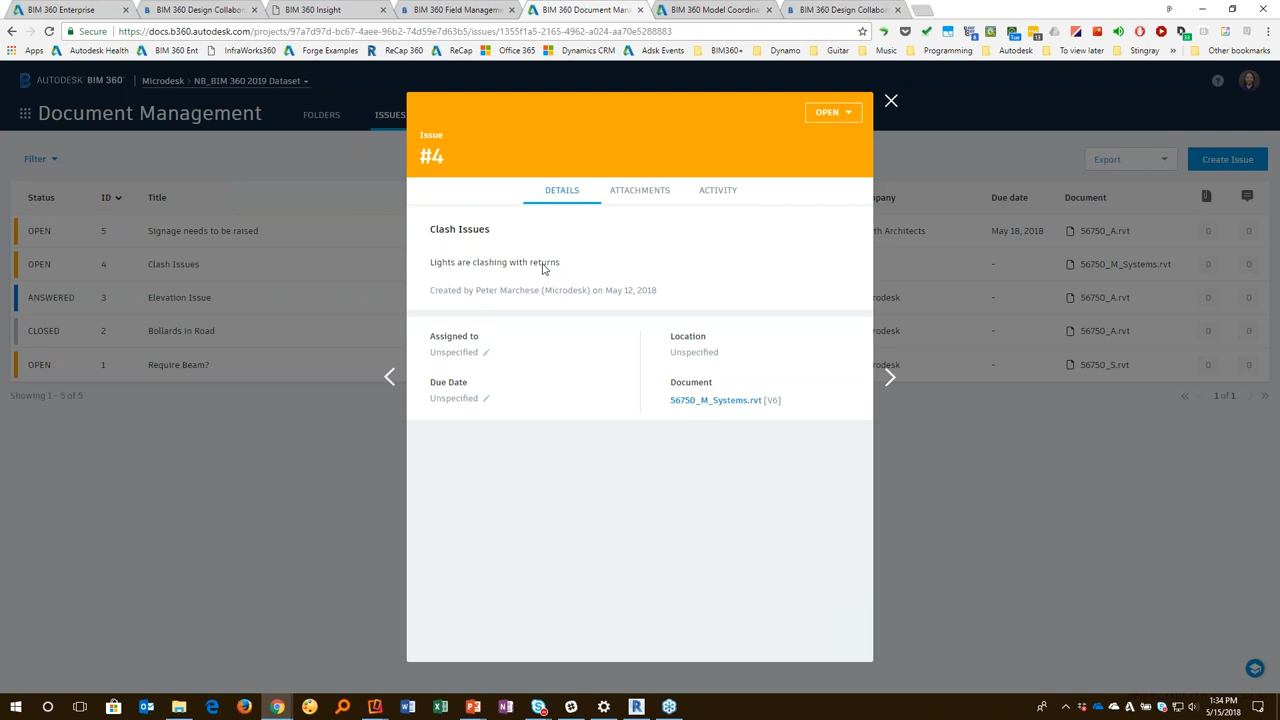 BIM 360 Enterprise
BIM 360 Design Collabor
BIM 360 Insight
BIM 360 Field Manageme
BIM 360 Document Man
BIM 360 Model Coordina
BIM 360 Design Collabor
Secure https://docs.b360.autodesk.com/projects/97a7d97d-bc67-4aee-96b2-74d59e7d63b5/issues/1355f1a5-2165-4962-a024-aa70e5288883
Apps Autodesk Health BIM 360 BIM360 Ent InfraWorks360 Forge Samples ReCap 360 ReCap Office 365 Dynamics CRM Adsk Events BIM360+ Dynamo Guitar Music Programming Autodesk To view later Stingray Other bookmarks
AUTODESK BIM 360 Microdesk NB_BIM 360 2019 Dataset
Document Management FOLDERS ISSUES
OPEN
Issue
#4
Filter Export Create Issue
DETAILS ATTACHMENTS ACTIVITY
Status ID Title Due date Document
Clash Issues
OPEN 5 Signage needs to be raised th Architects May 18, 2018 56750_A.rvt 0 0
Lights are clashing with returns
OPEN 4 Clash Issues - 56750_M_Systems.rvt 0 0
Created by Peter Marchese (Microdesk) on May 12, 2018
ANSWERED 3 Elevation Issue - 56750_A.rvt 0 0
CLOSED 2 Bollards in Road - 56750_A.rvt 0 0
OPEN 1 Require Beam? - 56750_S.rvt 0 0
Assigned to Location
Unspecified Unspecified
Due Date Document
Unspecified 56750_M_Systems.rvt [V6]
Showing 1 - 5 of 5 1 of 1
1:34 PM
5/15/2018